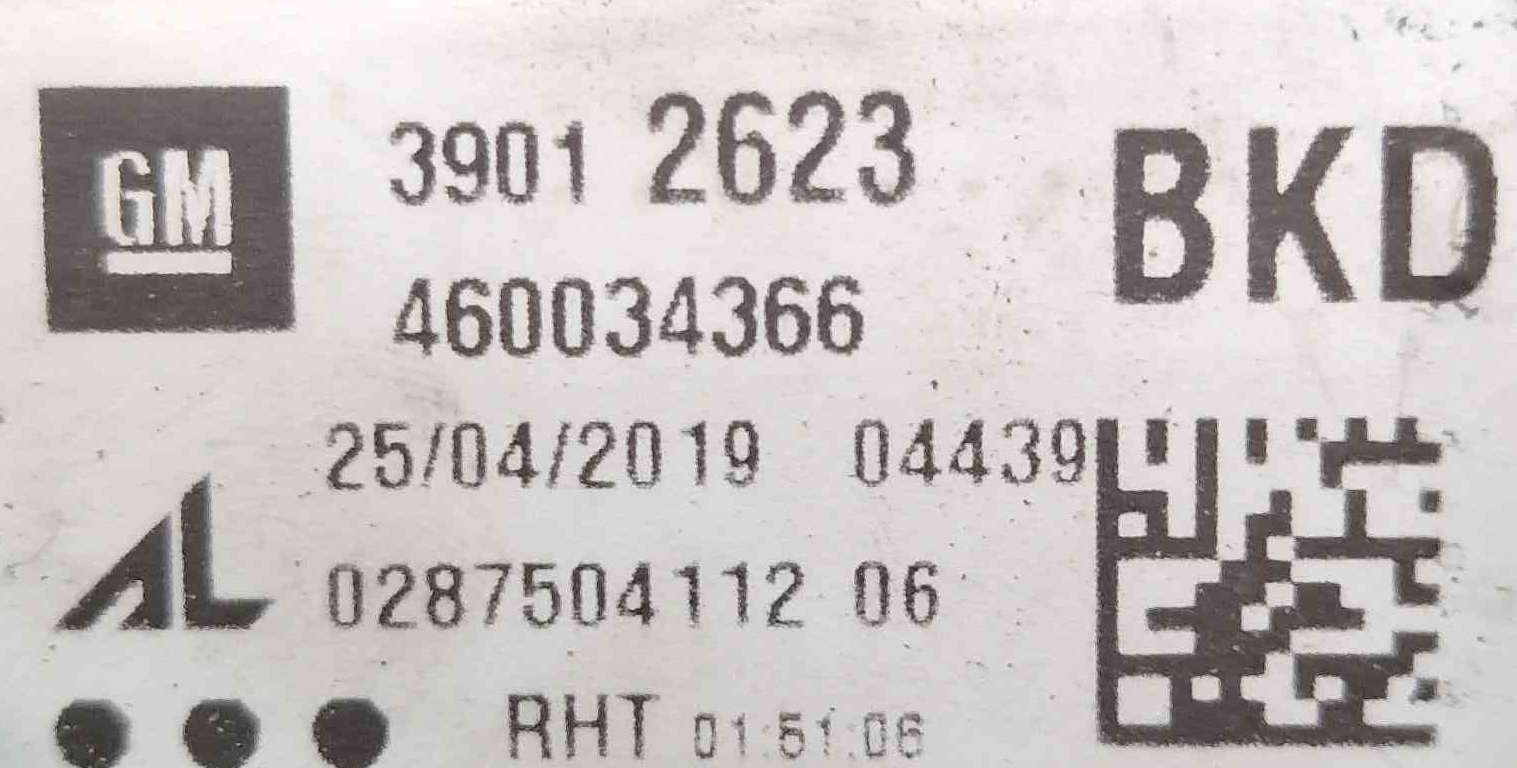 GM
3901 2623
BKD
460034366
25/04/2019 04439
AL
0287504112 06
RHT 01:51:06